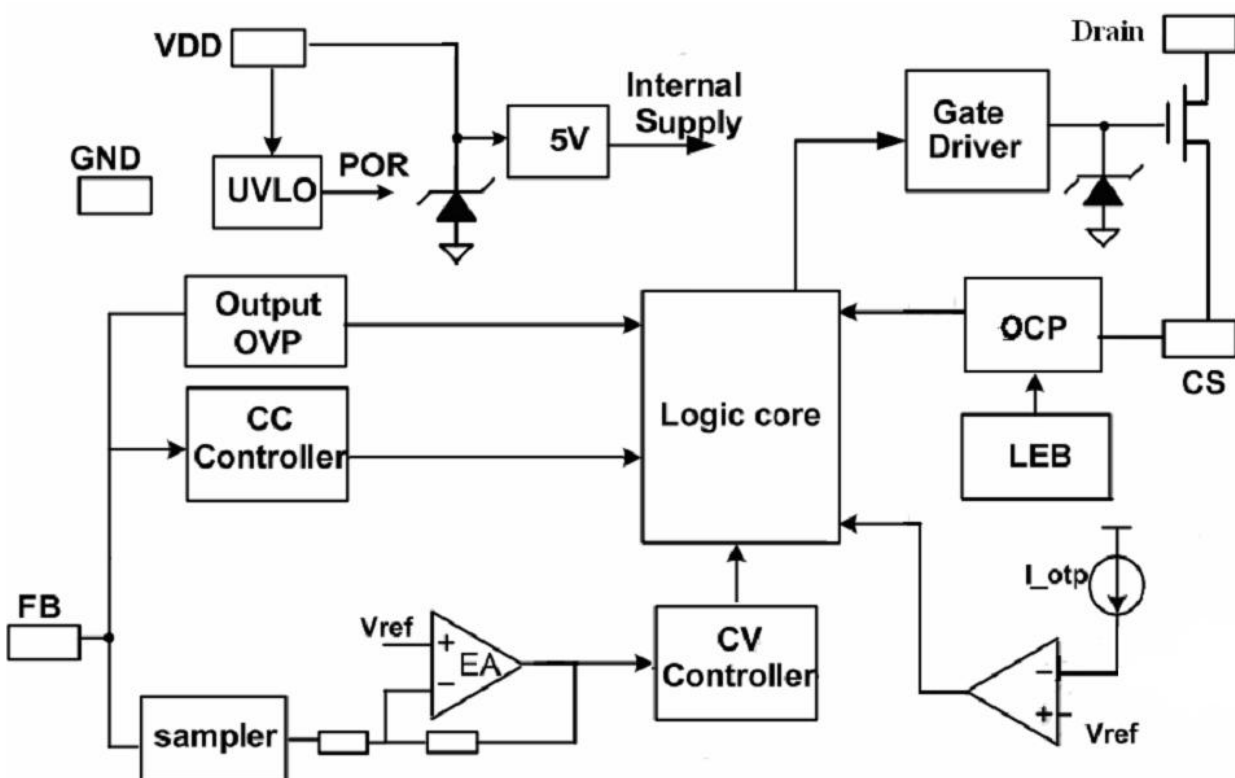 VDD
Drain
Internal
Supply
5V
Gate
Driver
GND
POR
UVLO
Output
OVP
OCP
CS
CC
Controller
Logic core
LEB
I_otp
FB
Vref
+
EA
−
CV
Controller
−
+
Vref
sampler